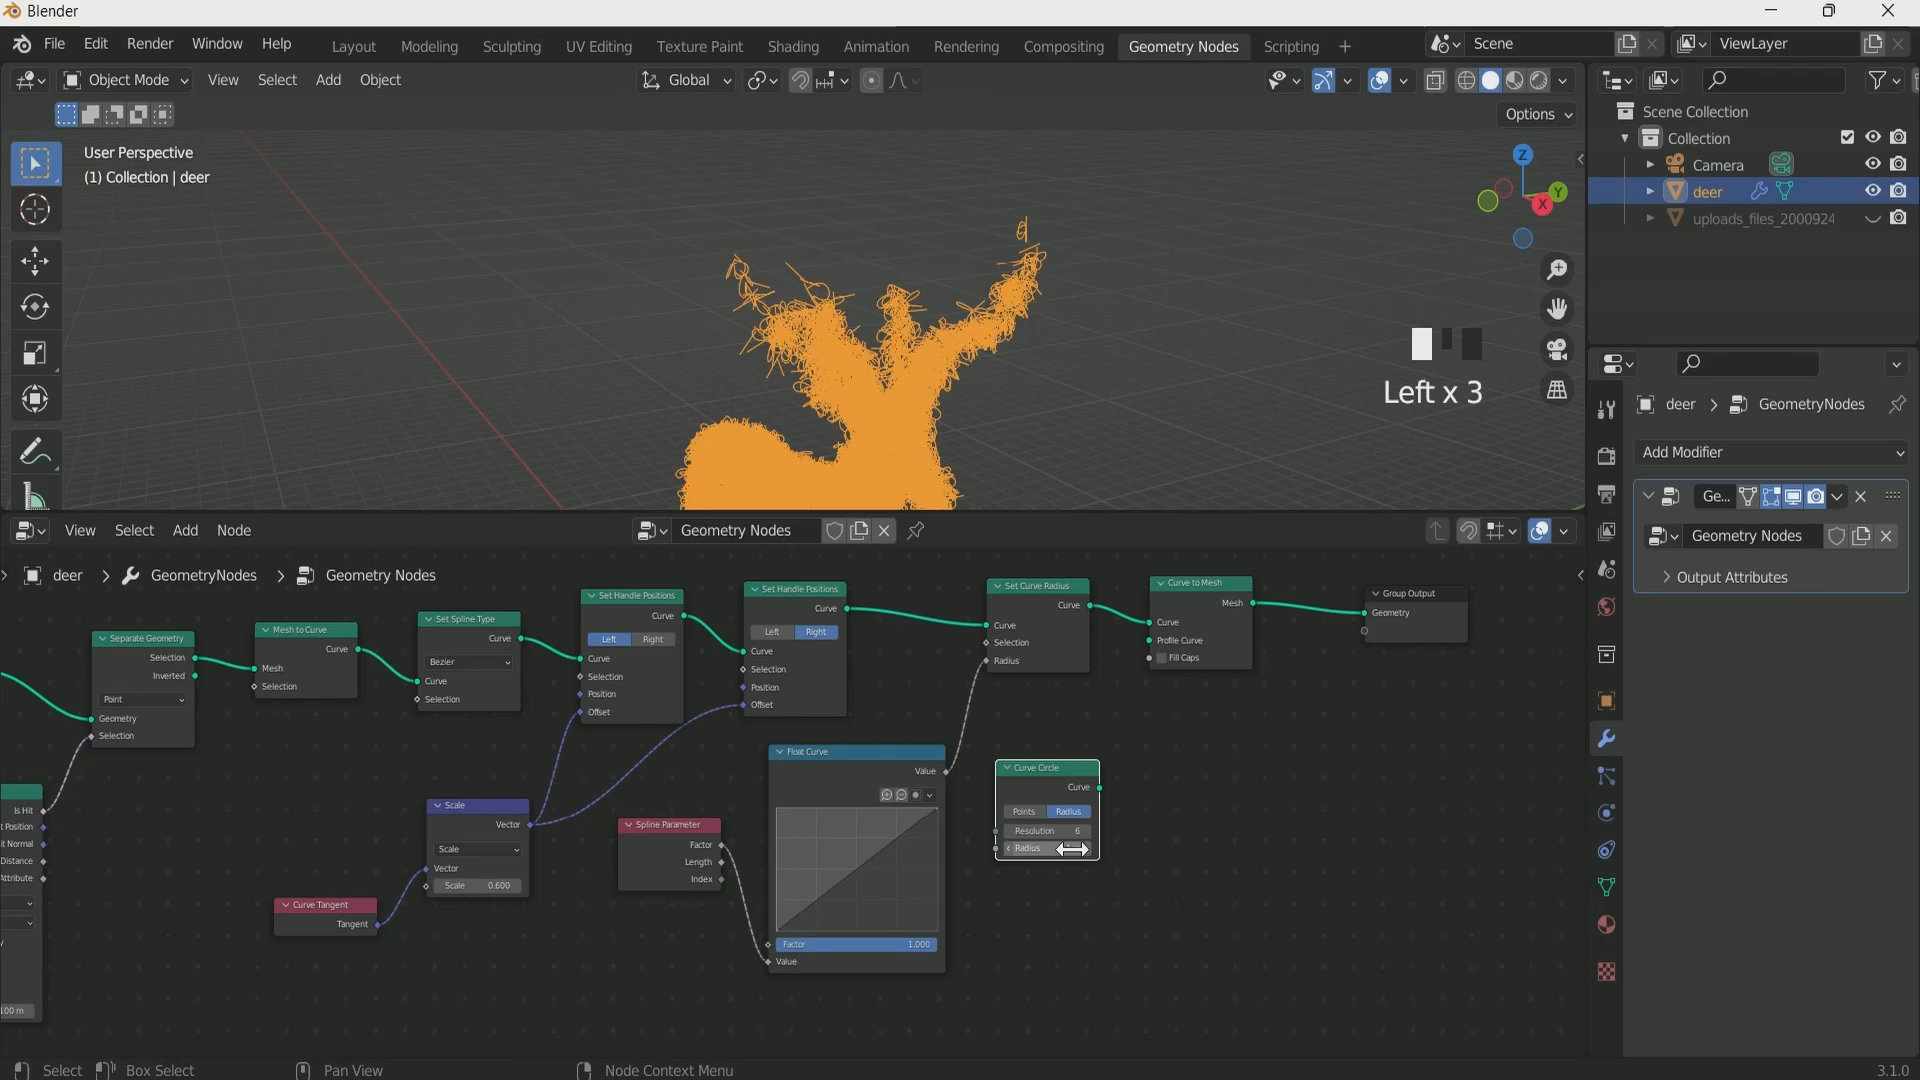 Blender
File Edit Render Window Help Layout Modeling Sculpting UV Editing Texture Paint Shading Animation Rendering Compositing Geometry Nodes Scripting + Scene ViewLayer
Object Mode View Select Add Object Global
Options
User Perspective
(1) Collection | deer
Z
Y
X
Left x 3
Scene Collection
Collection
Camera
deer
uploads_files_2000924
deer > GeometryNodes
Add Modifier
Ge...
Geometry Nodes
Output Attributes
View Select Add Node Geometry Nodes
deer > GeometryNodes > Geometry Nodes
Separate Geometry
Selection
Inverted
Point
Geometry
Selection
Mesh to Curve
Curve
Mesh
Selection
Set Spline Type
Curve
Bezier
Curve
Selection
Set Handle Positions
Curve
Left Right
Curve
Selection
Position
Offset
Set Handle Positions
Curve
Left Right
Curve
Selection
Position
Offset
Set Curve Radius
Curve
Curve
Selection
Radius
Curve to Mesh
Mesh
Curve
Profile Curve
Fill Caps
Group Output
Geometry
Is Hit
t Position
it Normal
Distance
Attribute
100 m
Curve Tangent
Tangent
Scale
Vector
Scale
Vector
Scale 0.600
Spline Parameter
Factor
Length
Index
Float Curve
Value
Factor 1.000
Value
Curve Circle
Curve
Points Radius
Resolution 6
Radius
Select Box Select Pan View Node Context Menu 3.1.0